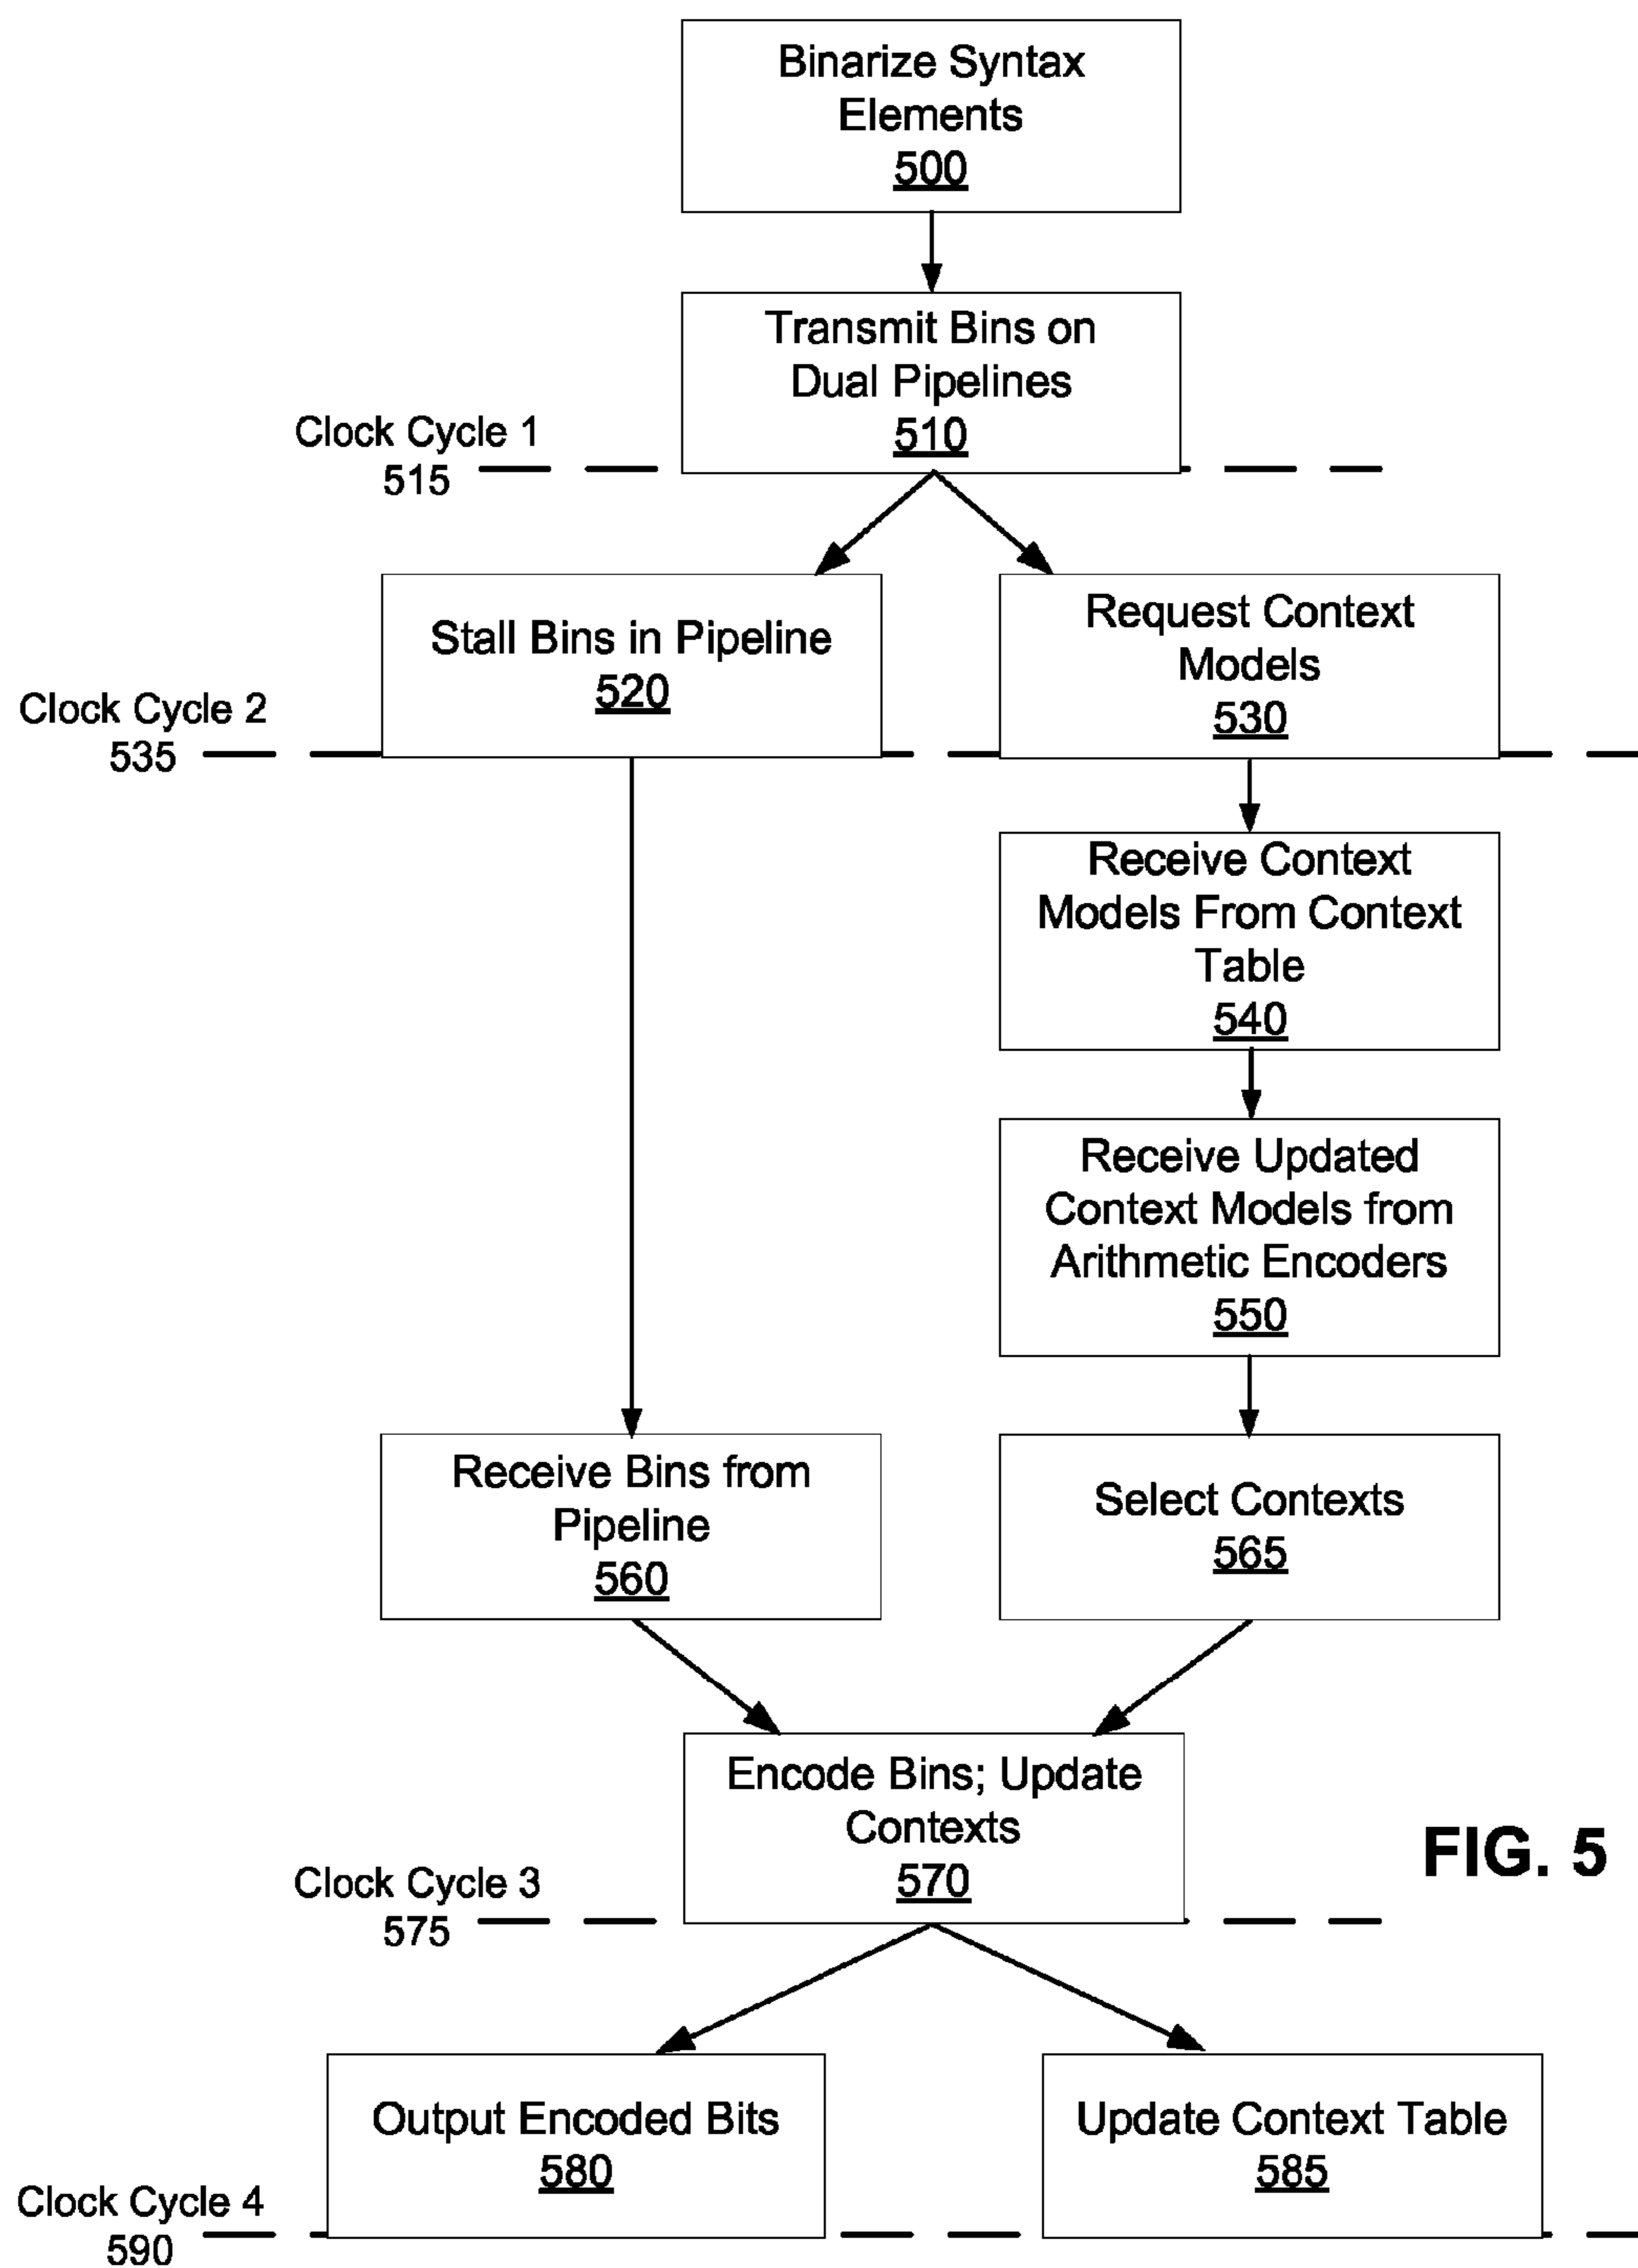 Binarize Syntax
Elements
500
Transmit Bins on
Dual Pipelines
510
Clock Cycle 1
515
Stall Bins in Pipeline
520
Request Context
Models
530
Clock Cycle 2
535
Receive Context
Models From Context
Table
540
Receive Updated
Context Models from
Arithmetic Encoders
550
Receive Bins from
Pipeline
560
Select Contexts
565
Encode Bins; Update
Contexts
570
FIG. 5
Clock Cycle 3
575
Output Encoded Bits
580
Update Context Table
585
Clock Cycle 4
590